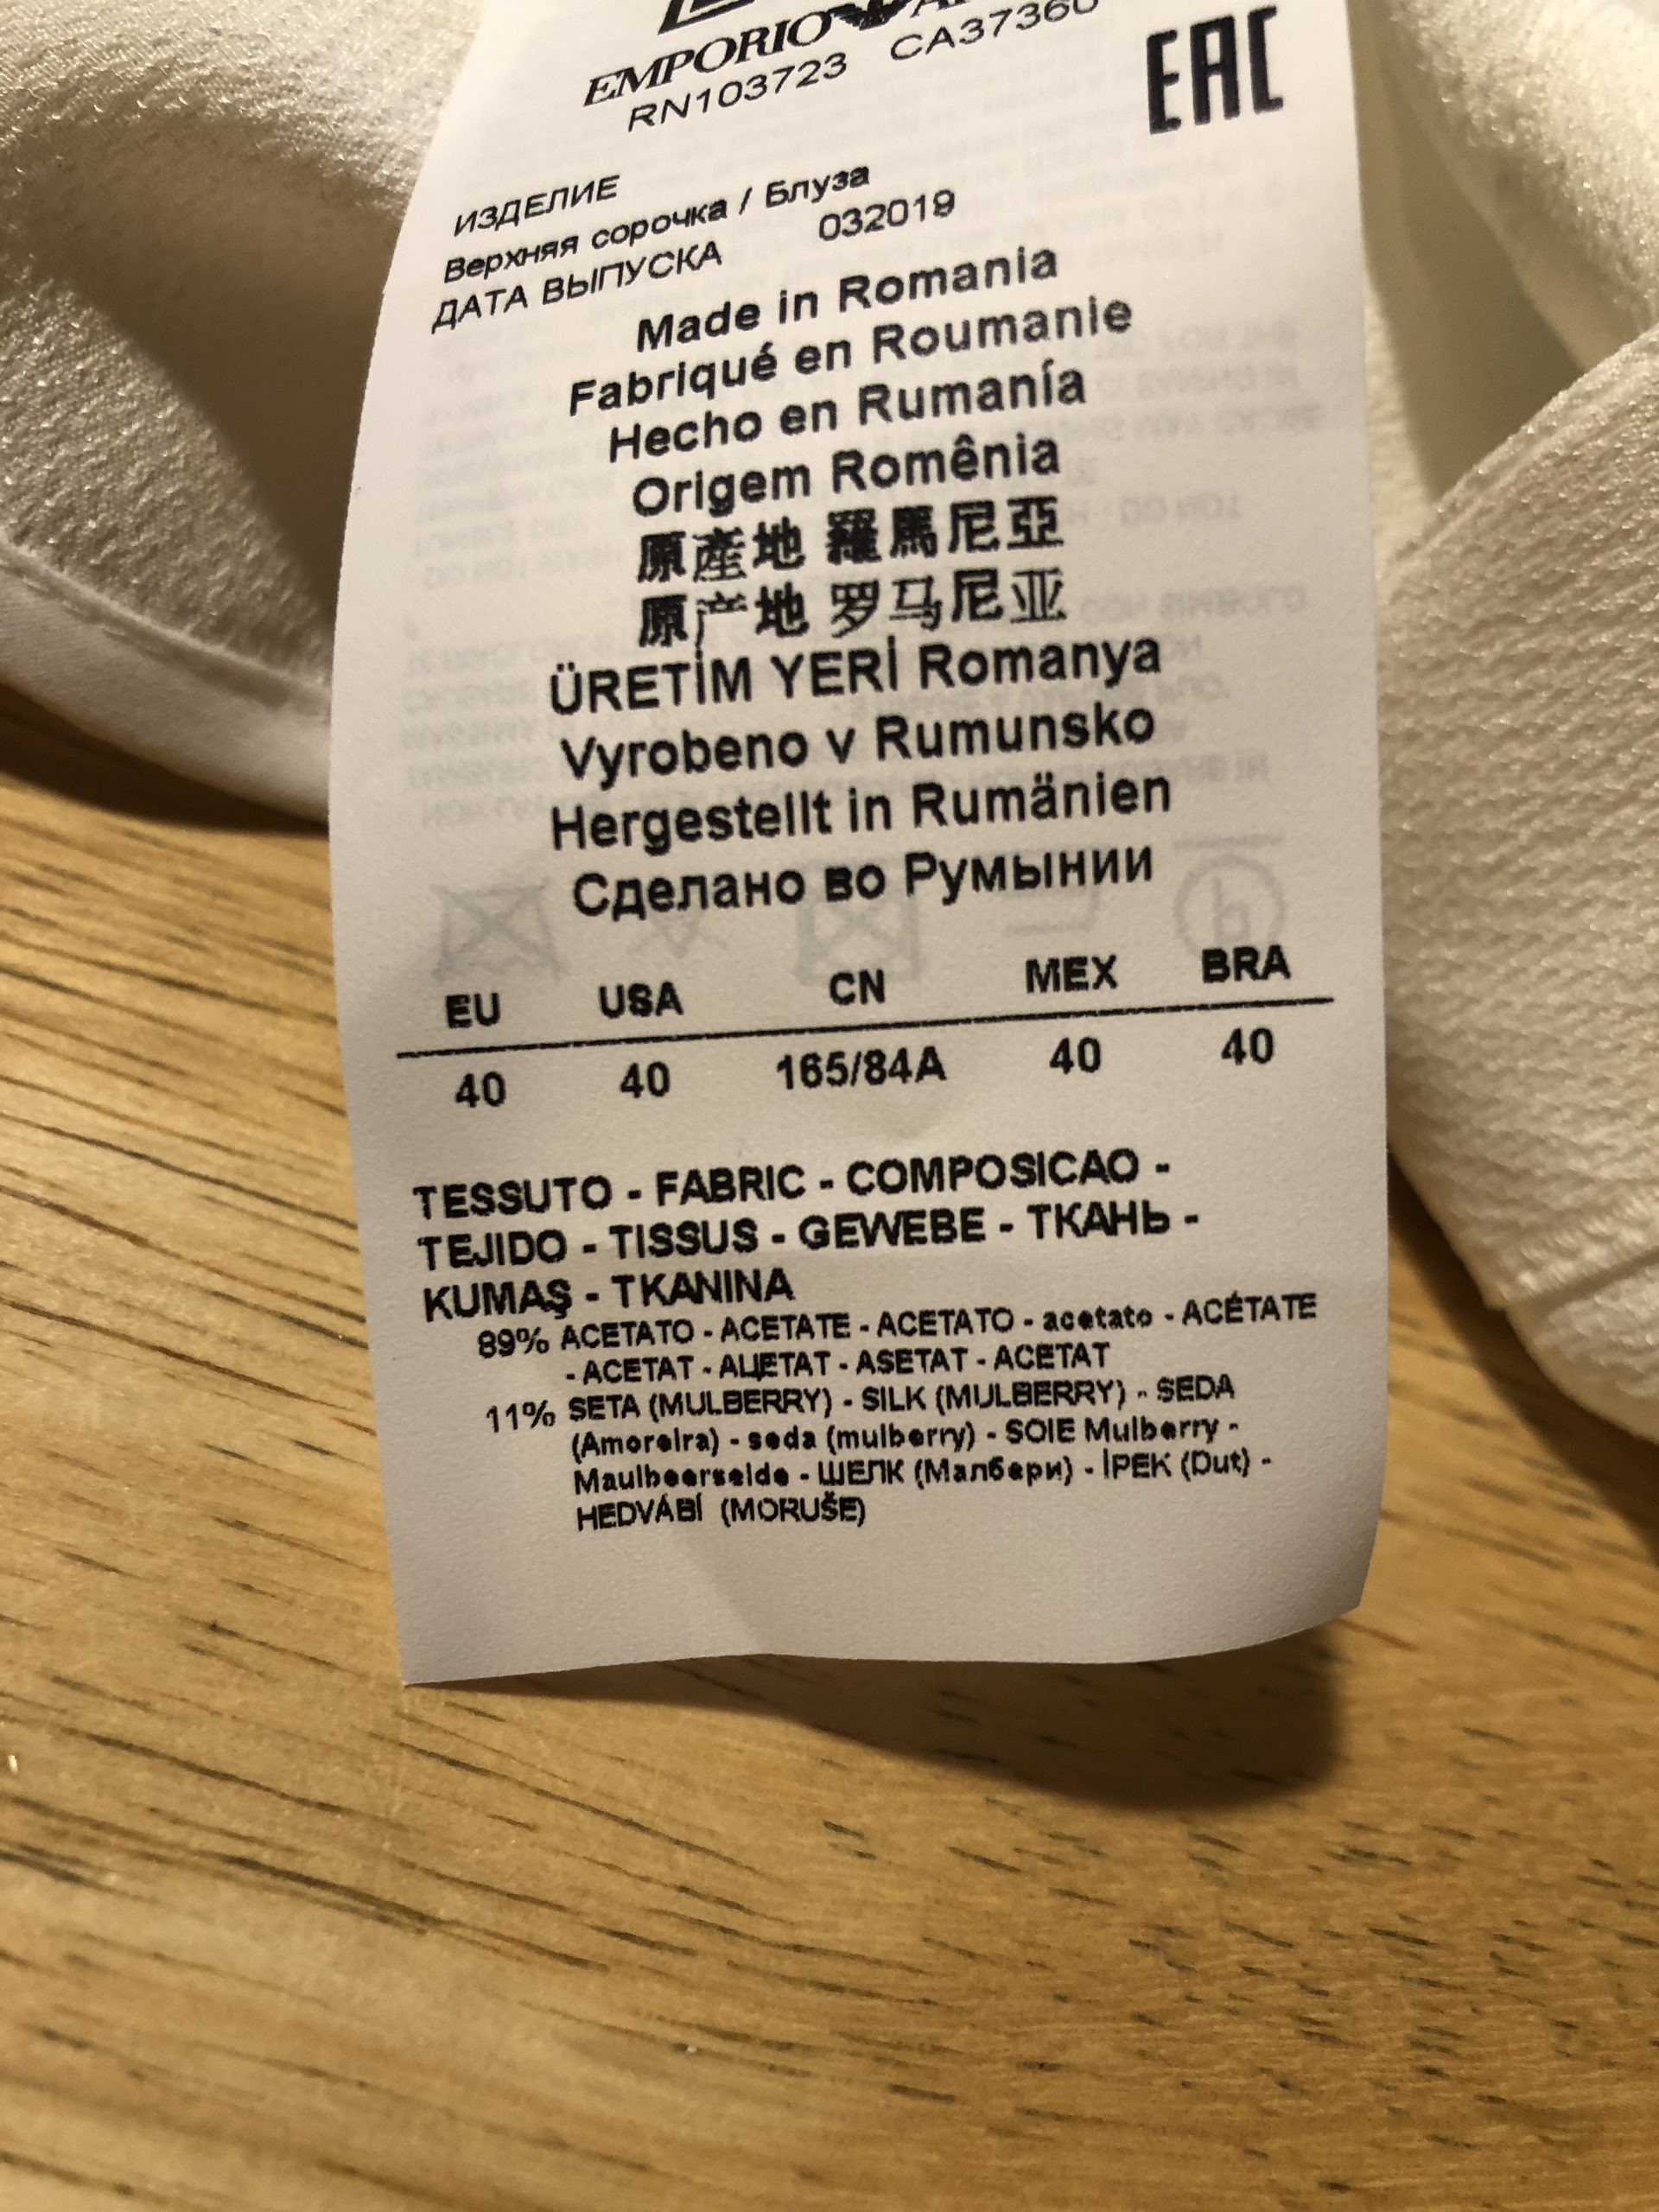 EMPORIO
RN103723 CA37360
EAC
ИЗДЕЛИЕ
Верхняя сорочка / Блуза
ДАТА ВЫПУСКА 032019
Made in Romania
Fabriqué en Roumanie
Hecho en Rumanía
Origem Romênia
原產地 羅馬尼亞
原产地 罗马尼亚
ÜRETİM YERİ Romanya
Vyrobeno v Rumunsko
Hergestellt in Rumänien
Сделано во Румынии
EU USA CN MEX BRA
40 40 165/84A 40 40
TESSUTO - FABRIC - COMPOSICAO -
TEJIDO - TISSUS - GEWEBE - ТКАНЬ -
KUMAŞ - TKANINA
89% ACETATO - ACETATE - ACETATO - acetato - ACÉTATE
- ACETAT - АЦЕТАТ - ASETAT - ACETAT
11% SETA (MULBERRY) - SILK (MULBERRY) - SEDA
(Amoreira) - seda (mulberry) - SOIE Mulberry -
Maulbeerseide - ШЕЛК (Малбери) - İPEK (Dut) -
HEDVÁBÍ (MORUŠE)